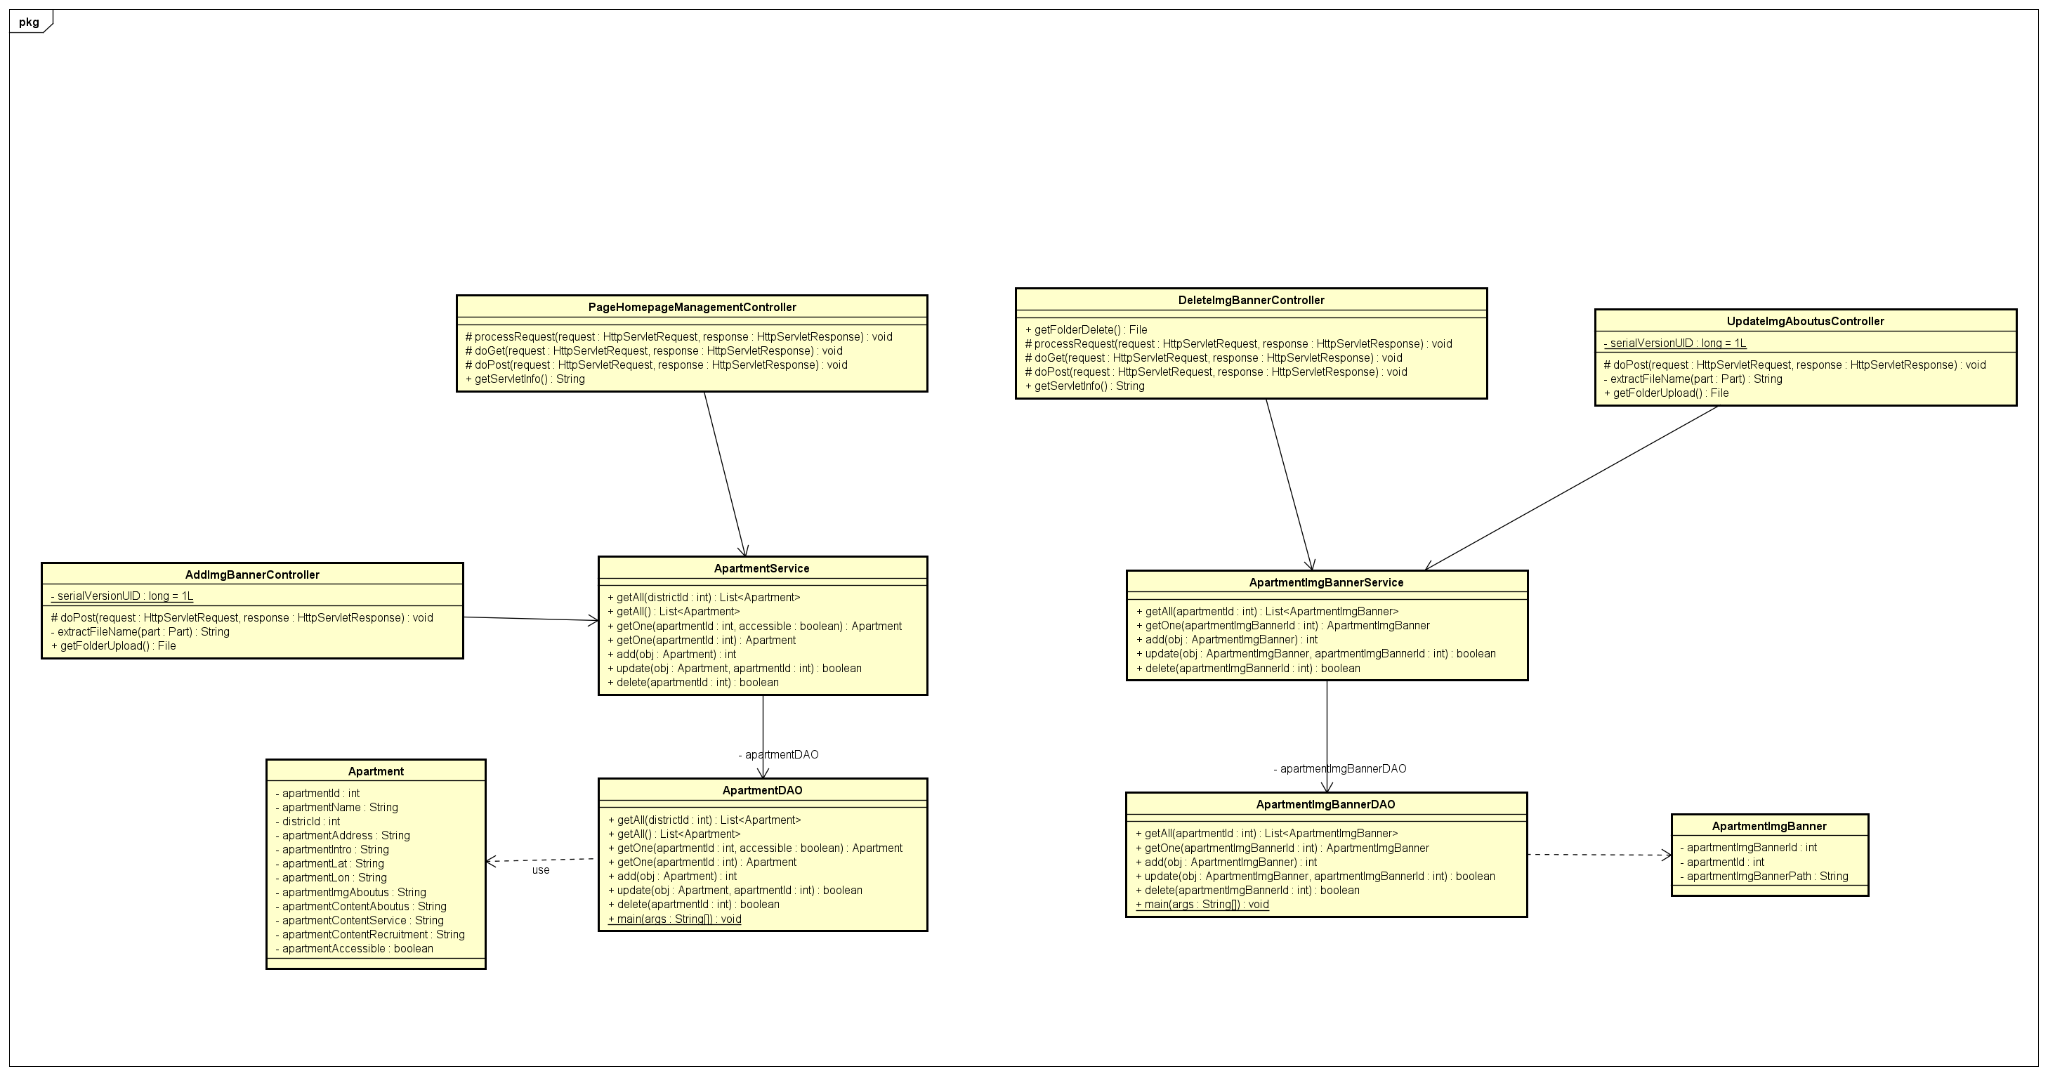 pkg
PageHomepageManagementController
# processRequest(request : HttpServletRequest, response : HttpServletResponse) : void
# doGet(request : HttpServletRequest, response : HttpServletResponse) : void
# doPost(request : HttpServletRequest, response : HttpServletResponse) : void
+ getServletInfo() : String
DeleteImgBannerController
+ getFolderDelete() : File
# processRequest(request : HttpServletRequest, response : HttpServletResponse) : void
# doGet(request : HttpServletRequest, response : HttpServletResponse) : void
# doPost(request : HttpServletRequest, response : HttpServletResponse) : void
+ getServletInfo() : String
UpdateImgAboutusController
- serialVersionUID : long = 1L
# doPost(request : HttpServletRequest, response : HttpServletResponse) : void
- extractFileName(part : Part) : String
+ getFolderUpload() : File
AddImgBannerController
- serialVersionUID : long = 1L
# doPost(request : HttpServletRequest, response : HttpServletResponse) : void
- extractFileName(part : Part) : String
+ getFolderUpload() : File
ApartmentService
+ getAll(districtId : int) : List<Apartment>
+ getAll() : List<Apartment>
+ getOne(apartmentId : int, accessible : boolean) : Apartment
+ getOne(apartmentId : int) : Apartment
+ add(obj : Apartment) : int
+ update(obj : Apartment, apartmentId : int) : boolean
+ delete(apartmentId : int) : boolean
ApartmentImgBannerService
+ getAll(apartmentId : int) : List<ApartmentImgBanner>
+ getOne(apartmentImgBannerId : int) : ApartmentImgBanner
+ add(obj : ApartmentImgBanner) : int
+ update(obj : ApartmentImgBanner, apartmentImgBannerId : int) : boolean
+ delete(apartmentImgBannerId : int) : boolean
- apartmentDAO
- apartmentImgBannerDAO
Apartment
- apartmentId : int
- apartmentName : String
- districId : int
- apartmentAddress : String
- apartmentIntro : String
- apartmentLat : String
- apartmentLon : String
- apartmentImgAboutus : String
- apartmentContentAboutus : String
- apartmentContentService : String
- apartmentContentRecruitment : String
- apartmentAccessible : boolean
use
ApartmentDAO
+ getAll(districtId : int) : List<Apartment>
+ getAll() : List<Apartment>
+ getOne(apartmentId : int, accessible : boolean) : Apartment
+ getOne(apartmentId : int) : Apartment
+ add(obj : Apartment) : int
+ update(obj : Apartment, apartmentId : int) : boolean
+ delete(apartmentId : int) : boolean
+ main(args : String[]) : void
ApartmentImgBannerDAO
+ getAll(apartmentId : int) : List<ApartmentImgBanner>
+ getOne(apartmentImgBannerId : int) : ApartmentImgBanner
+ add(obj : ApartmentImgBanner) : int
+ update(obj : ApartmentImgBanner, apartmentImgBannerId : int) : boolean
+ delete(apartmentImgBannerId : int) : boolean
+ main(args : String[]) : void
ApartmentImgBanner
- apartmentImgBannerId : int
- apartmentId : int
- apartmentImgBannerPath : String